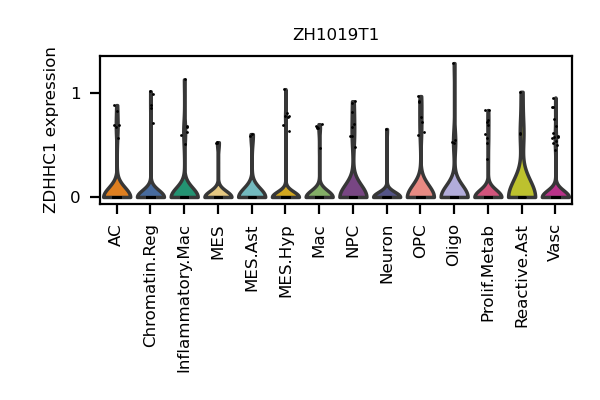 ZH1019T1
ZDHHC1 expression
1
0
AC
Chromatin.Reg
Inflammatory.Mac
MES
MES.Ast
MES.Hyp
Mac
NPC
Neuron
OPC
Oligo
Prolif.Metab
Reactive.Ast
Vasc